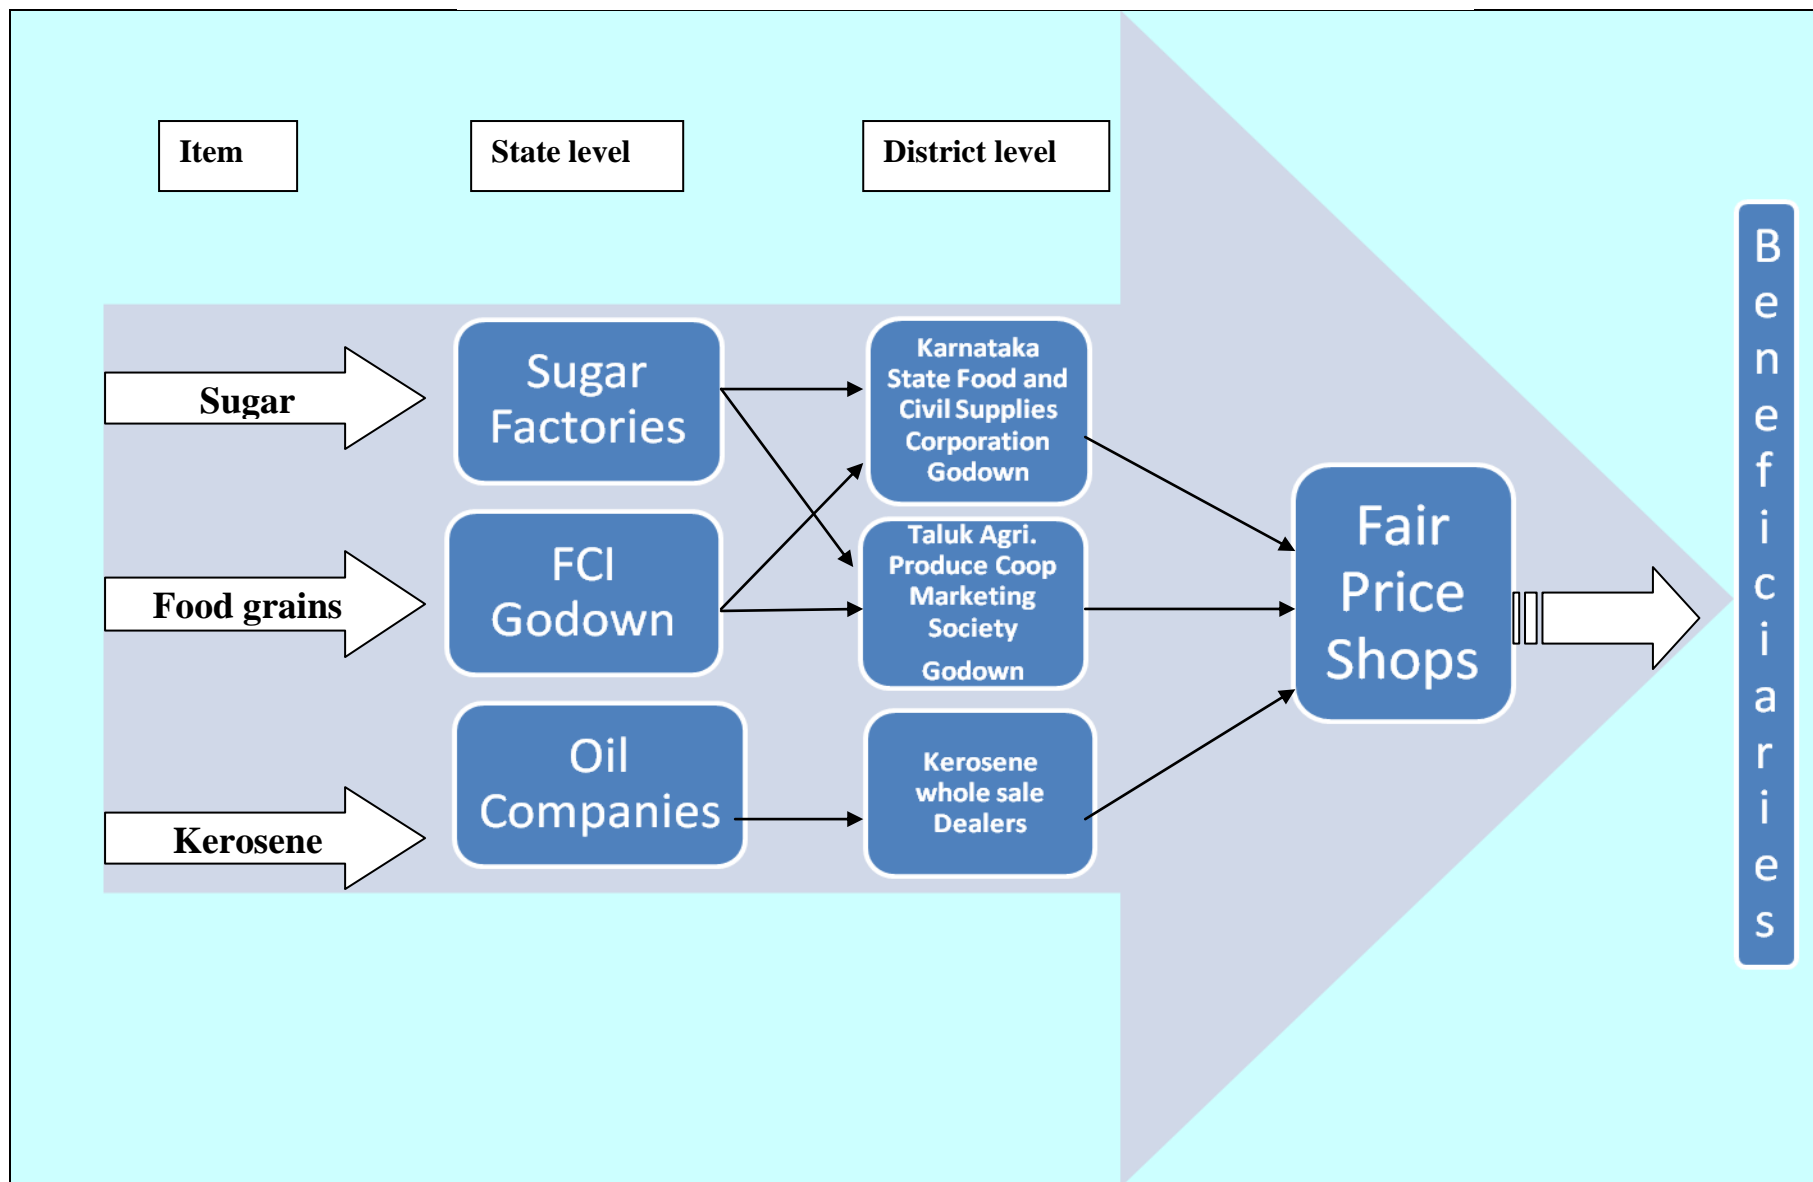 Item
State level
District level
Sugar
Sugar
Factories
Karnataka
State Food and
Civil Supplies
Corporation
Godown
Food grains
FCI
Godown
Taluk Agri.
Produce Coop
Marketing
Society
Godown
Kerosene
Oil
Companies
Kerosene
whole sale
Dealers
Fair
Price
Shops
B
e
n
e
f
i
c
i
a
r
i
e
s